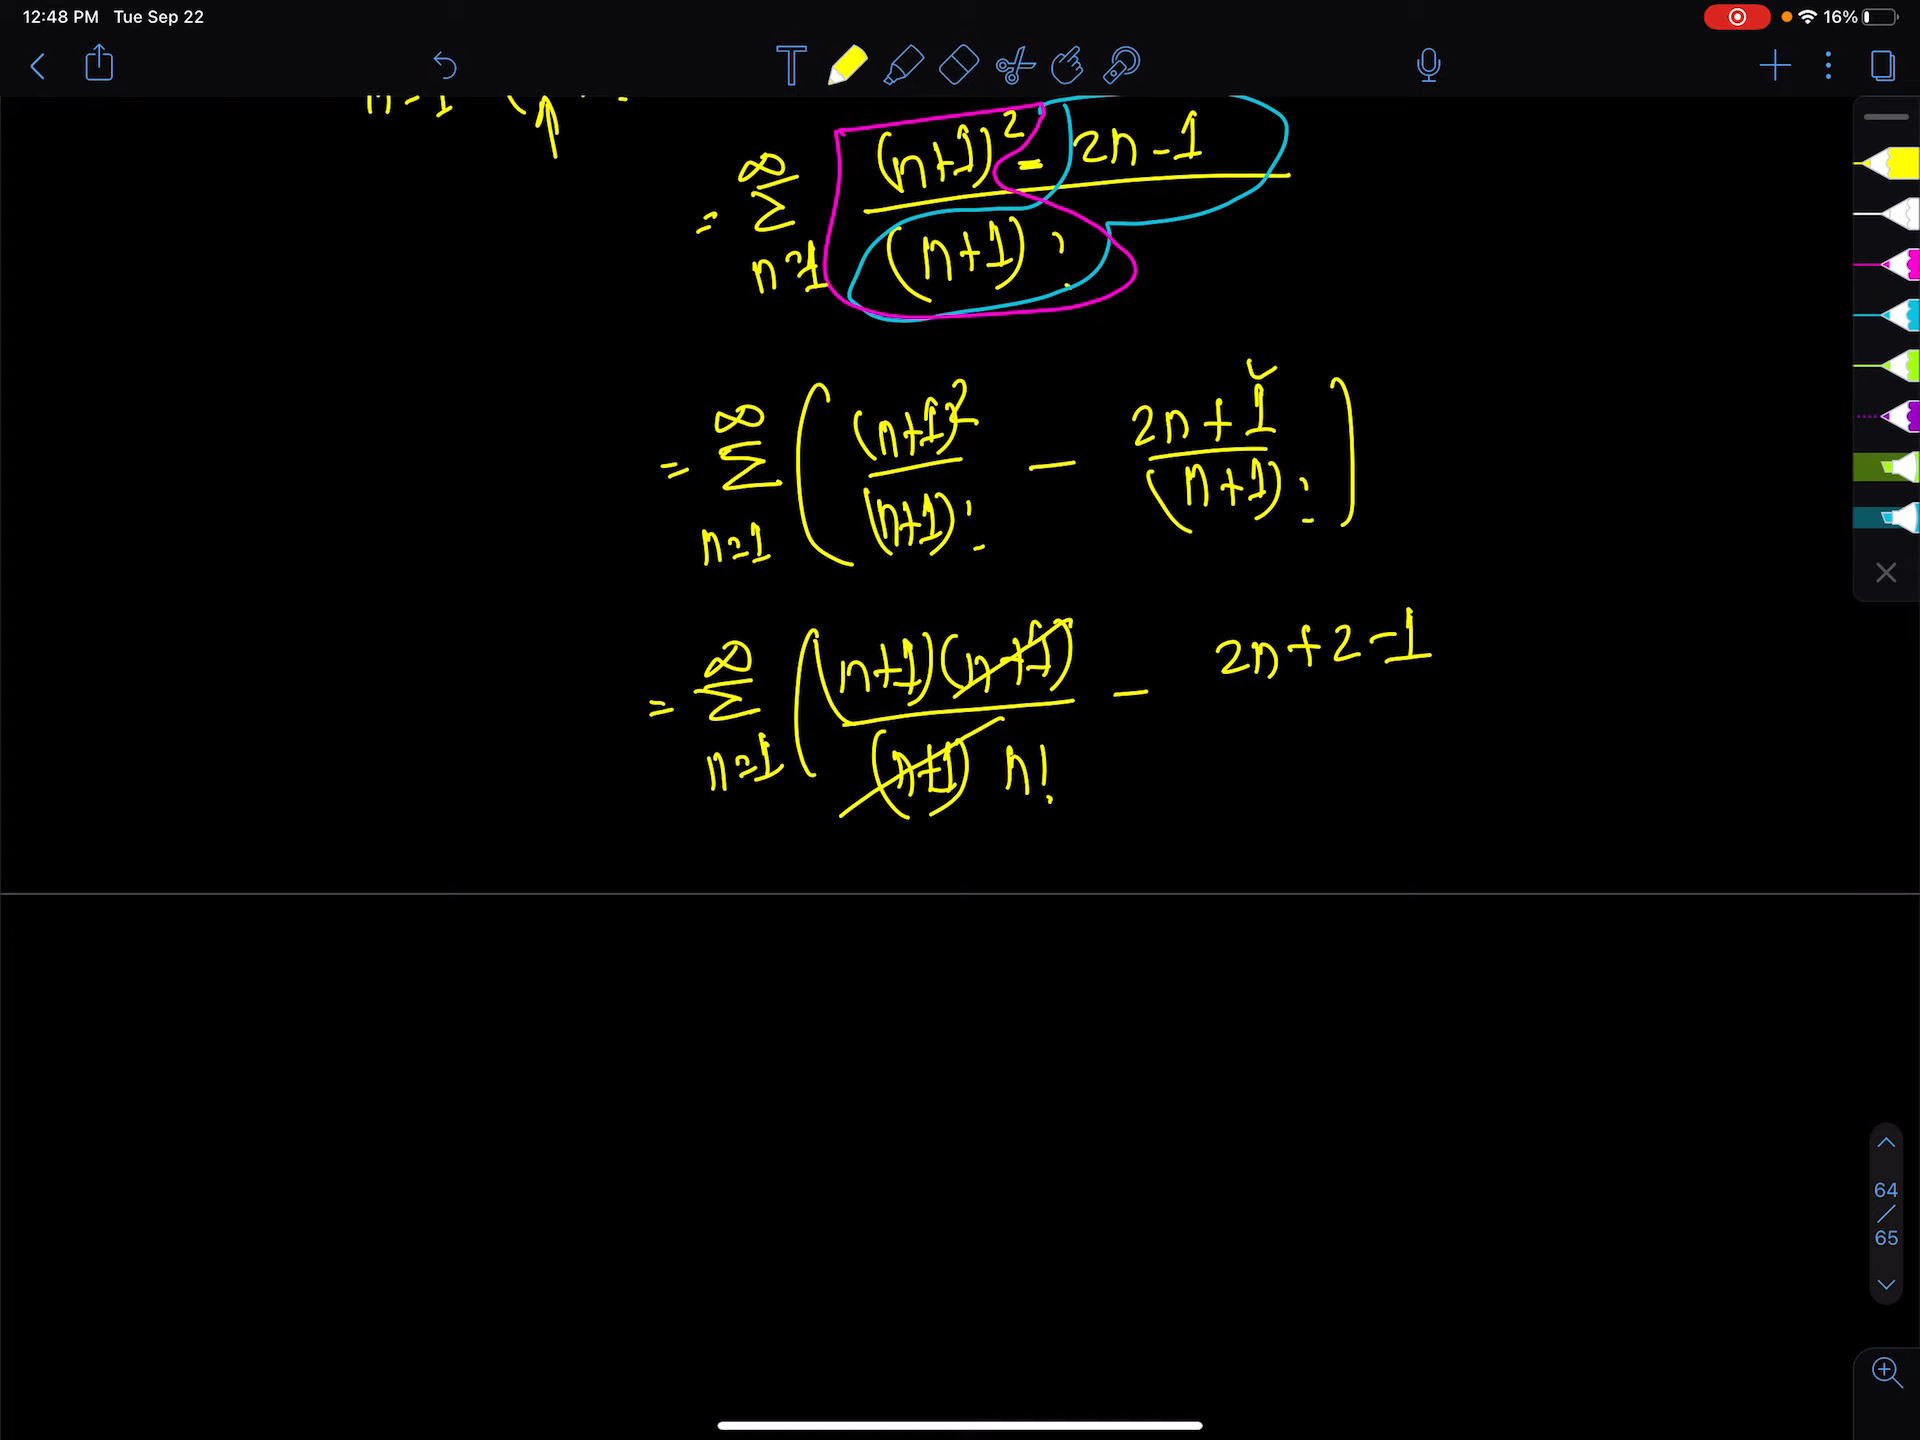 12:48 PM Tue Sep 22
16%
= ∑_{n=1}^{∞} ((n+1)² - 2n - 1) / (n+1)!
= ∑_{n=1}^{∞} ( (n+1)² / (n+1)! - (2n + 1) / (n+1)! )
= ∑_{n=1}^{∞} ( (n+1)(n+1) / (n+1) n! - 2n + 2 - 1
64
/
65